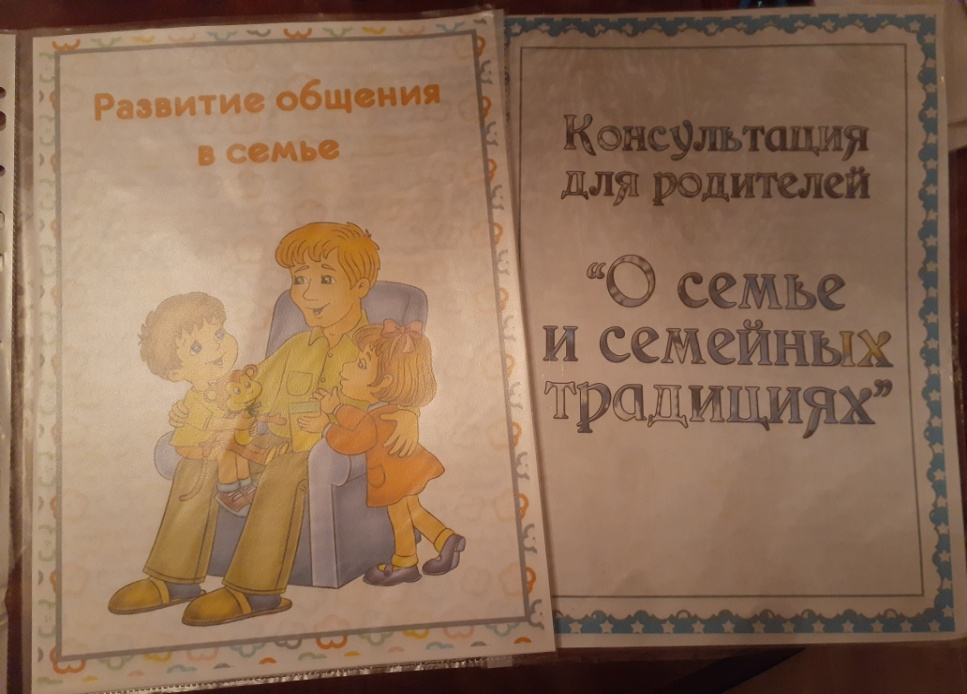 Развитие общения
в семье
Консультация
для родителей
“О семье
и семейных
традициях”